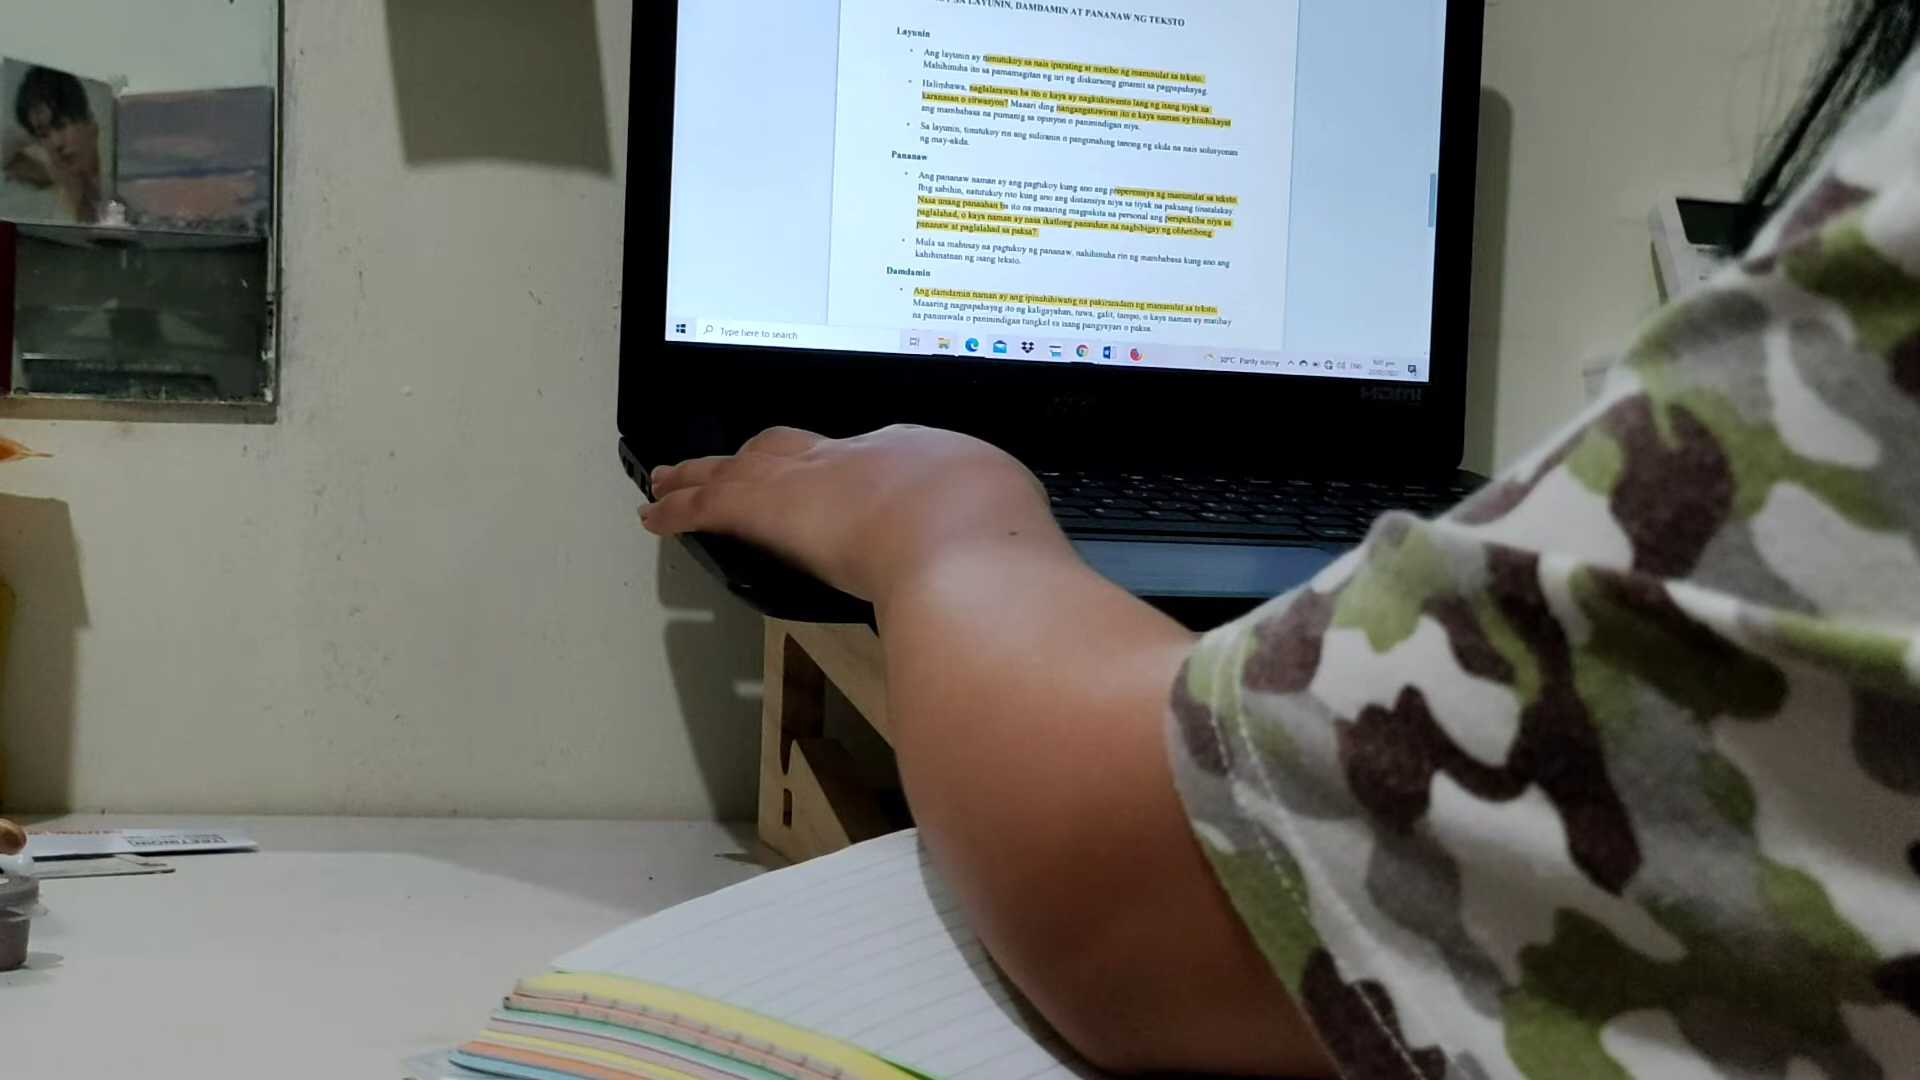 SA LAYUNIN, DAMDAMIN AT PANANAW NG TEKSTO
Layunin
Ang layunin ay tumutukoy sa nais iparating at motibo ng manunulat sa teksto.
Mahihinuha ito sa pamamagitan ng uri ng diskursong ginamit sa pagpapahayag.
Halimbawa, naglalarawan ba ito o kaya ay nagkukuwento lang ng isang tiyak na
karanasan o sitwasyon? Maaari ding nangangatuwiran ito o kaya naman ay hinihikayat
ang mambabasa na pumanig sa opinyon o panindigan niya.
Sa layunin, tinutukoy rin ang suliranin o pangunahing tanong ng akda na nais solusyonan
ng may-akda.
Pananaw
Ang pananaw naman ay ang pagtukoy kung ano ang preperensiya ng manunulat sa teksto.
Ibig sabihin, natutukoy rito kung ano ang distansiya niya sa tiyak na paksang tinatalakay.
Nasa unang panauhan ba ito na maaaring magpakita na personal ang perspektiba niya sa
paglalahad, o kaya naman ay nasa ikatlong panauhan na nagbibigay ng obhetibong
pananaw at paglalahad sa paksa?
Mula sa mahusay na pagtukoy ng pananaw, nahihinuha rin ng mambabasa kung ano ang
kahihinatnan ng isang teksto.
Damdamin
Ang damdamin naman ay ang ipinahihiwatig na pakiramdam ng manunulat sa teksto.
Maaaring nagpapahayag ito ng kaligayahan, tuwa, galit, tampo, o kaya naman ay matibay
na paniniwala o paninindigan tungkol sa isang pangyayari o paksa.
Type here to search
30°C Partly sunny
ENG
HDMI